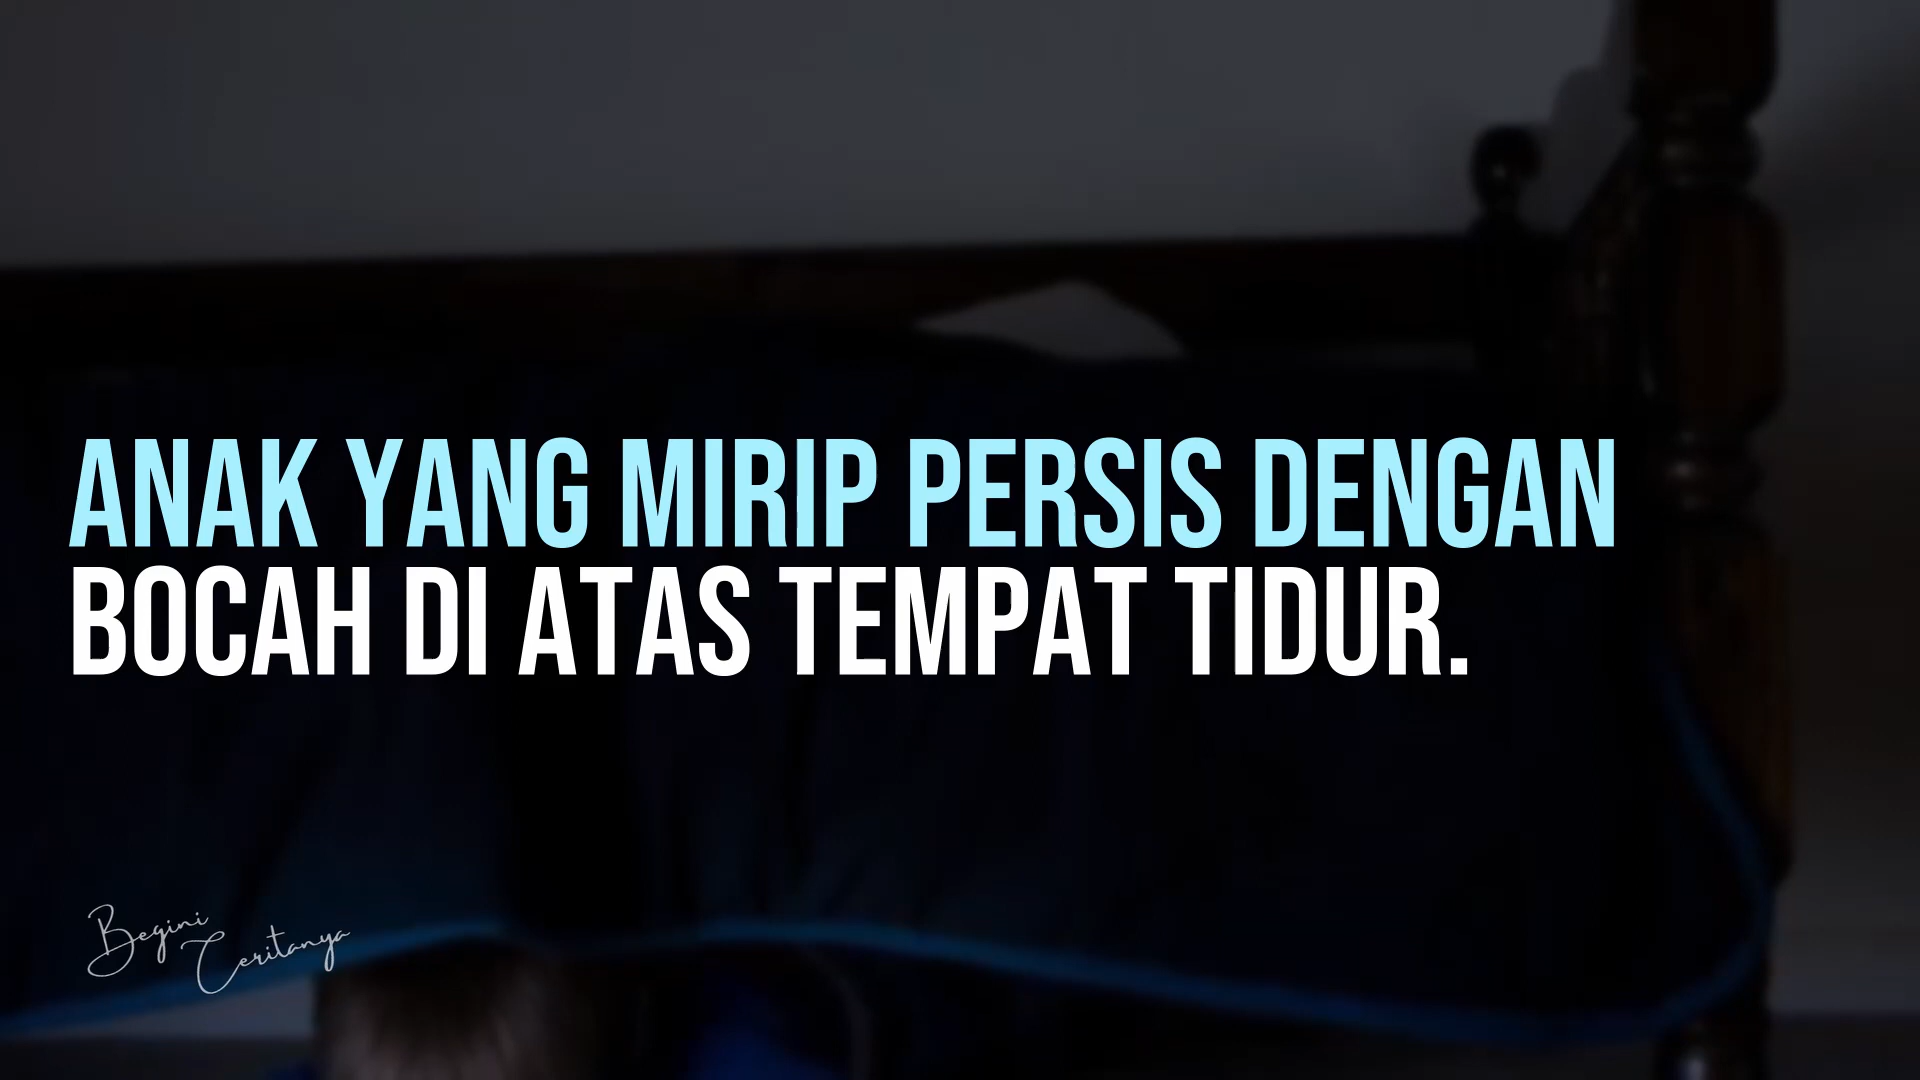 ANAK YANG MIRIP PERSIS DENGAN
BOCAH DI ATAS TEMPAT TIDUR.
Begini
Ceritanya